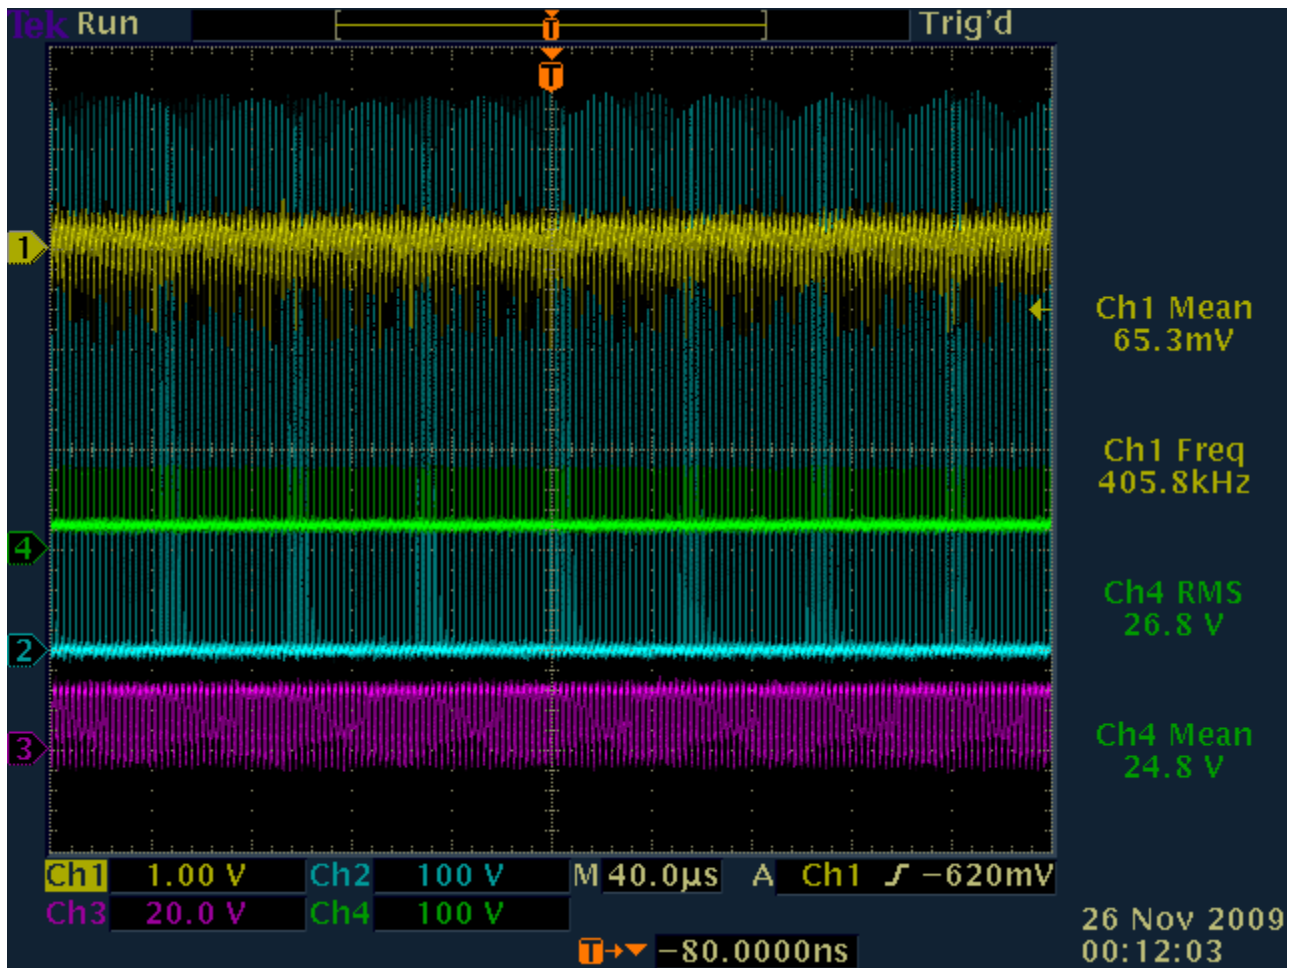 Tek Run Trig'd
T
T
1
Ch1 Mean
65.3mV
Ch1 Freq
405.8kHz
4
Ch4 RMS
26.8 V
2
3
Ch4 Mean
24.8 V
Ch1 1.00 V Ch2 100 V M 40.0µs A Ch1 −620mV
Ch3 20.0 V Ch4 100 V
T −80.0000ns
26 Nov 2009
00:12:03